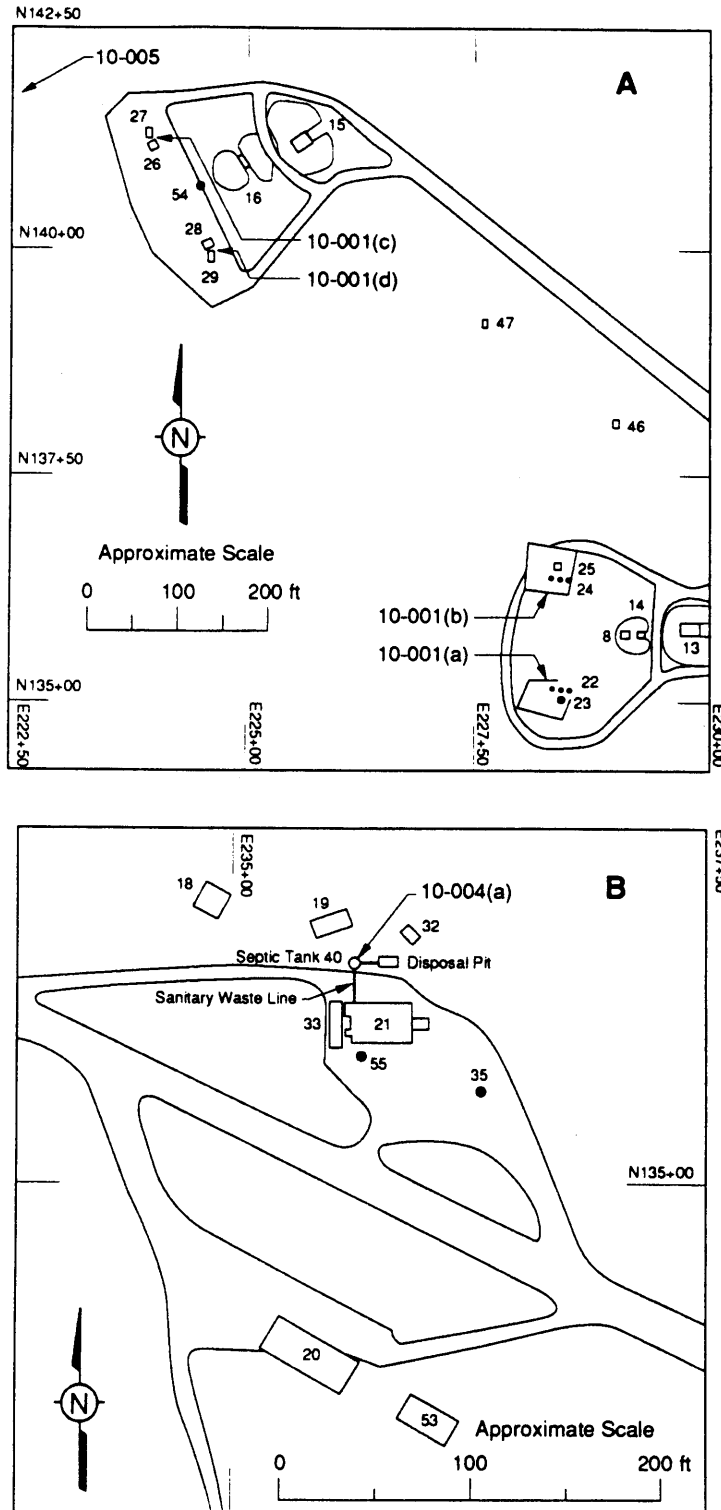 N142+50
10-005
A
27
15
26
54
16
28
10-001(c)
N140+00
29
10-001(d)
47
46
N
N137+50
Approximate Scale
0 100 200 ft
25
24
10-001(b)
14
8
13
10-001(a)
22
23
N135+00
E222+50
E225+00
E227+50
E230+00
E235+00
E237+50
18
B
10-004(a)
19
32
Septic Tank 40
Disposal Pit
Sanitary Waste Line
33
21
55
35
N135+00
20
N
53
Approximate Scale
0 100 200 ft